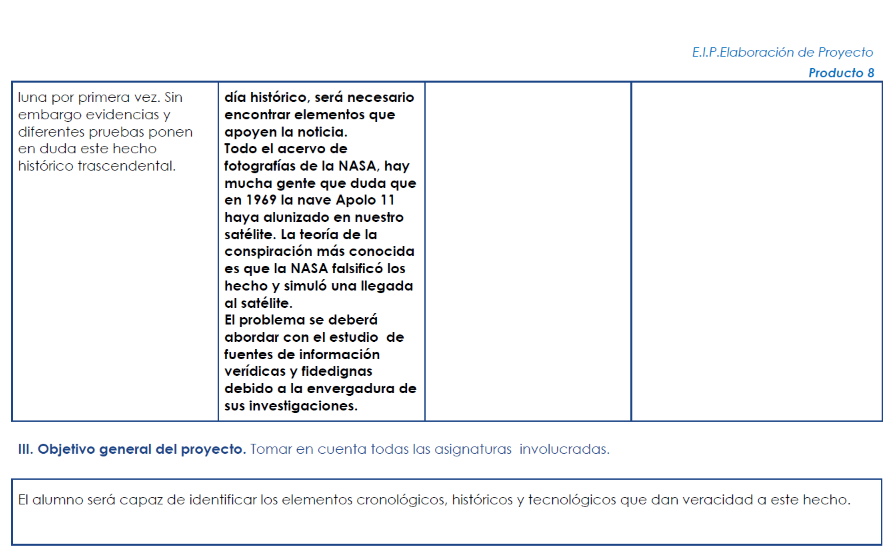 E.I.P.Elaboración de Proyecto
Producto 8
luna por primera vez. Sin
embargo evidencias y
diferentes pruebas ponen
en duda este hecho
histórico trascendental.
día histórico, será necesario
encontrar elementos que
apoyen la noticia.
Todo el acervo de
fotografías de la NASA, hay
mucha gente que duda que
en 1969 la nave Apolo 11
haya alunizado en nuestro
satélite. La teoría de la
conspiración más conocida
es que la NASA falsificó los
hecho y simuló una llegada
al satélite.
El problema se deberá
abordar con el estudio de
fuentes de información
verídicas y fidedignas
debido a la envergadura de
sus investigaciones.
III. Objetivo general del proyecto. Tomar en cuenta todas las asignaturas involucradas.
El alumno será capaz de identificar los elementos cronológicos, históricos y tecnológicos que dan veracidad a este hecho.